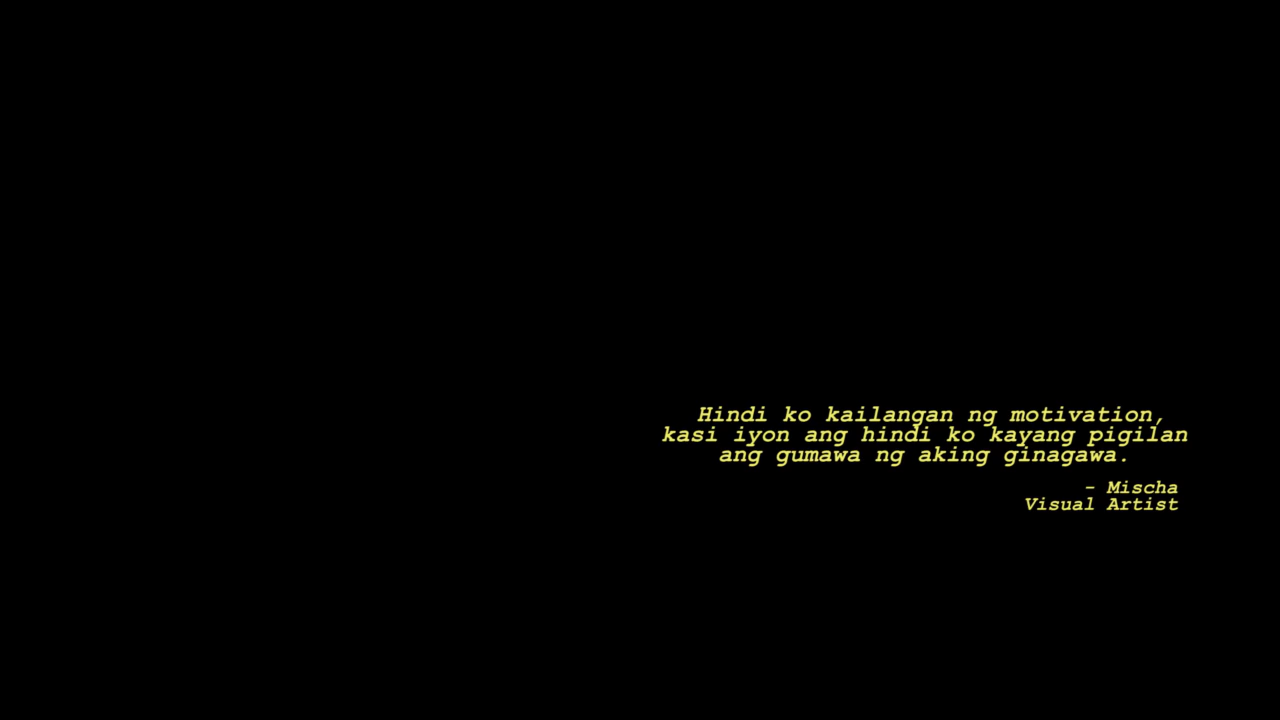 Hindi ko kailangan ng motivation,
kasi iyon ang hindi ko kayang pigilan
ang gumawa ng aking ginagawa.
- Mischa
Visual Artist